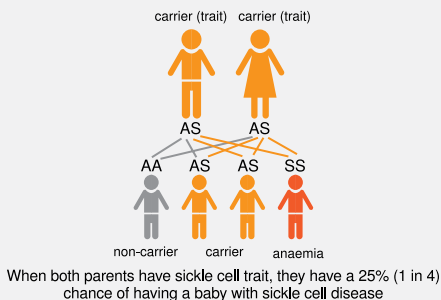 carrier (trait) carrier (trait)
AS AS
AA AS AS SS
non-carrier carrier anaemia
When both parents have sickle cell trait, they have a 25% (1 in 4)
chance of having a baby with sickle cell disease